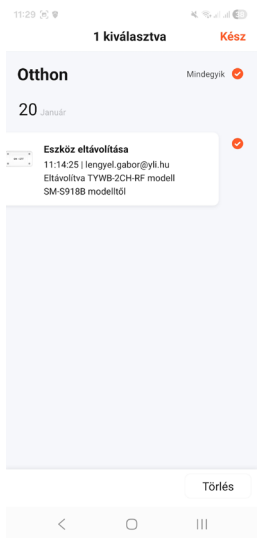 11:29
1 kiválasztva
Kész
Otthon
Mindegyik
20 Január
Eszköz eltávolítása
11:14:25 | lengyel.gabor@yli.hu
Eltávolítva TYWB-2CH-RF modell
SM-S918B modelltől
Törlés